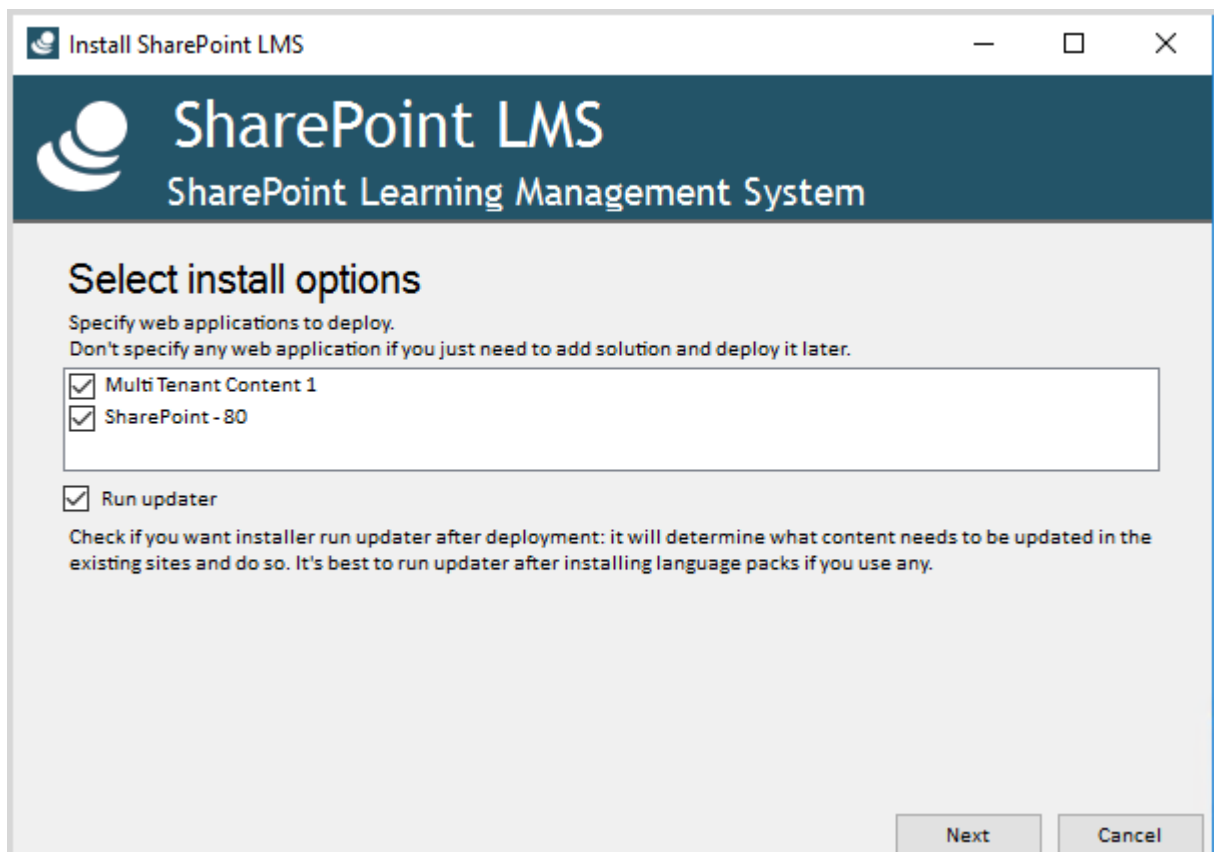 Install SharePoint LMS
SharePoint LMS
SharePoint Learning Management System
Select install options
Specify web applications to deploy.
Don't specify any web application if you just need to add solution and deploy it later.
Multi Tenant Content 1
SharePoint - 80
Run updater
Check if you want installer run updater after deployment: it will determine what content needs to be updated in the
existing sites and do so. It's best to run updater after installing language packs if you use any.
Next Cancel